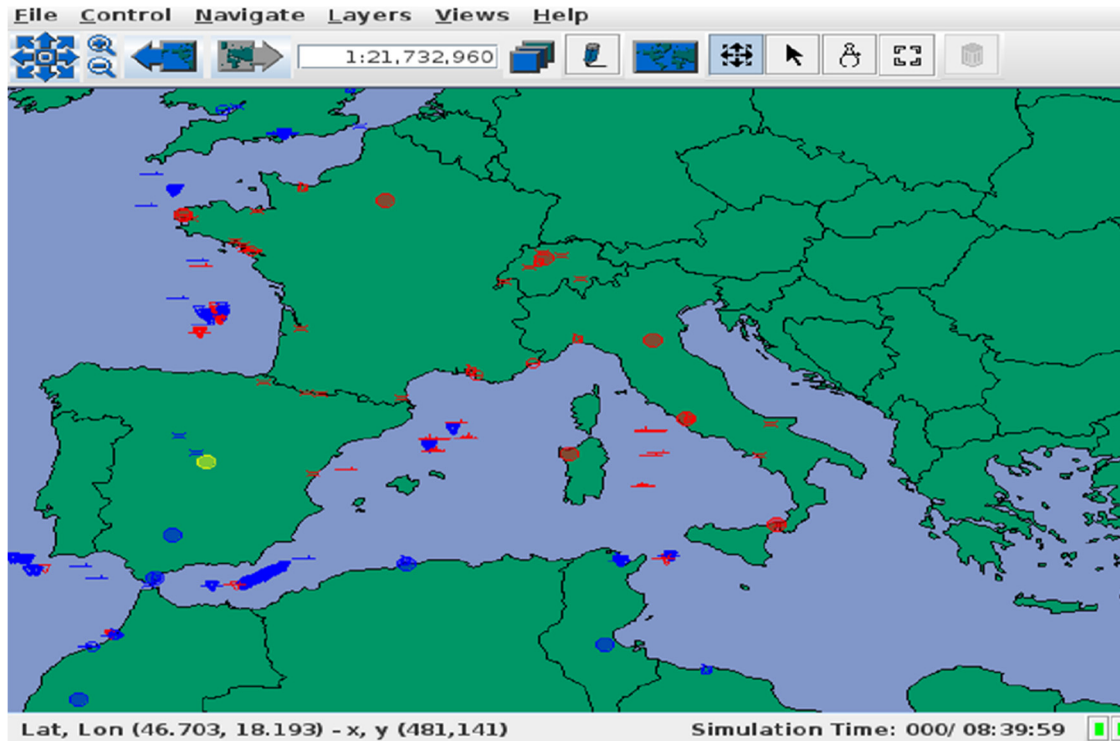 File Control Navigate Layers Views Help
1:21,732,960
Lat, Lon (46.703, 18.193) - x, y (481,141) Simulation Time: 000/ 08:39:59